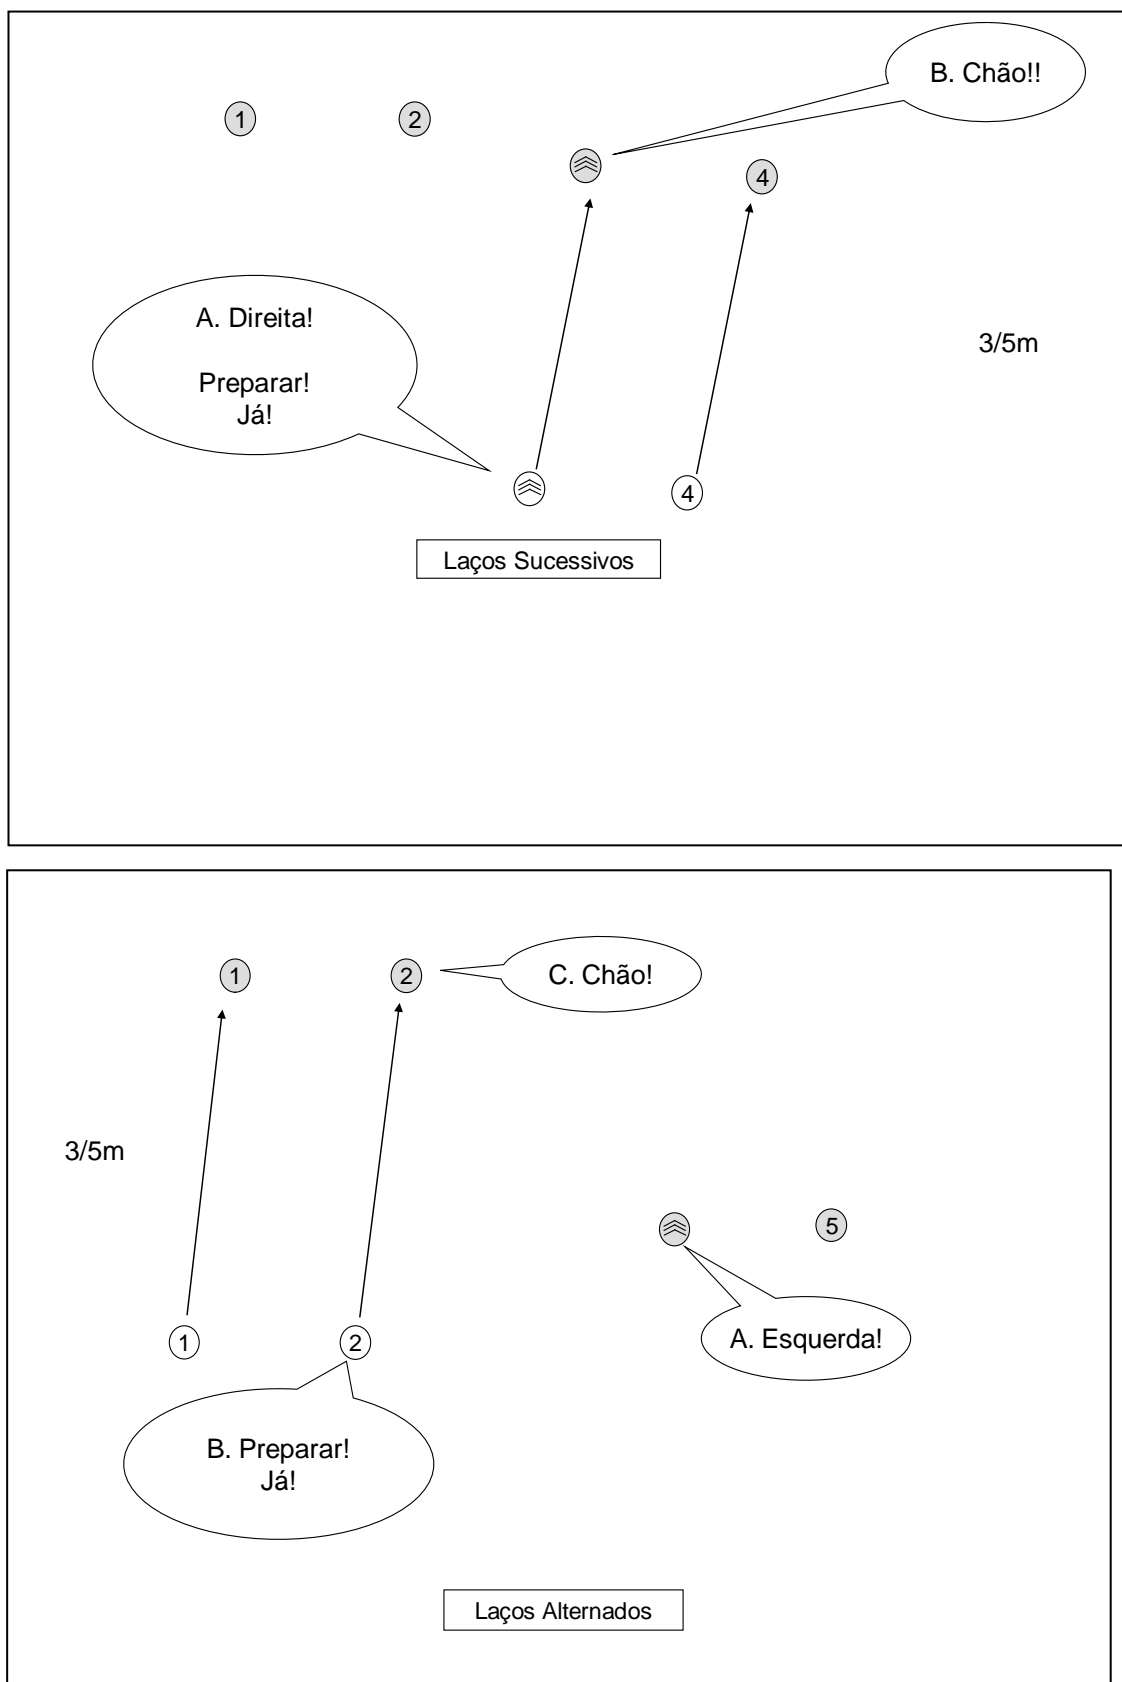 B. Chão!!
1
2
4
A. Direita!
Preparar!
Já!
3/5m
4
Laços Sucessivos
1
2
C. Chão!
3/5m
5
1
2
A. Esquerda!
B. Preparar!
Já!
Laços Alternados